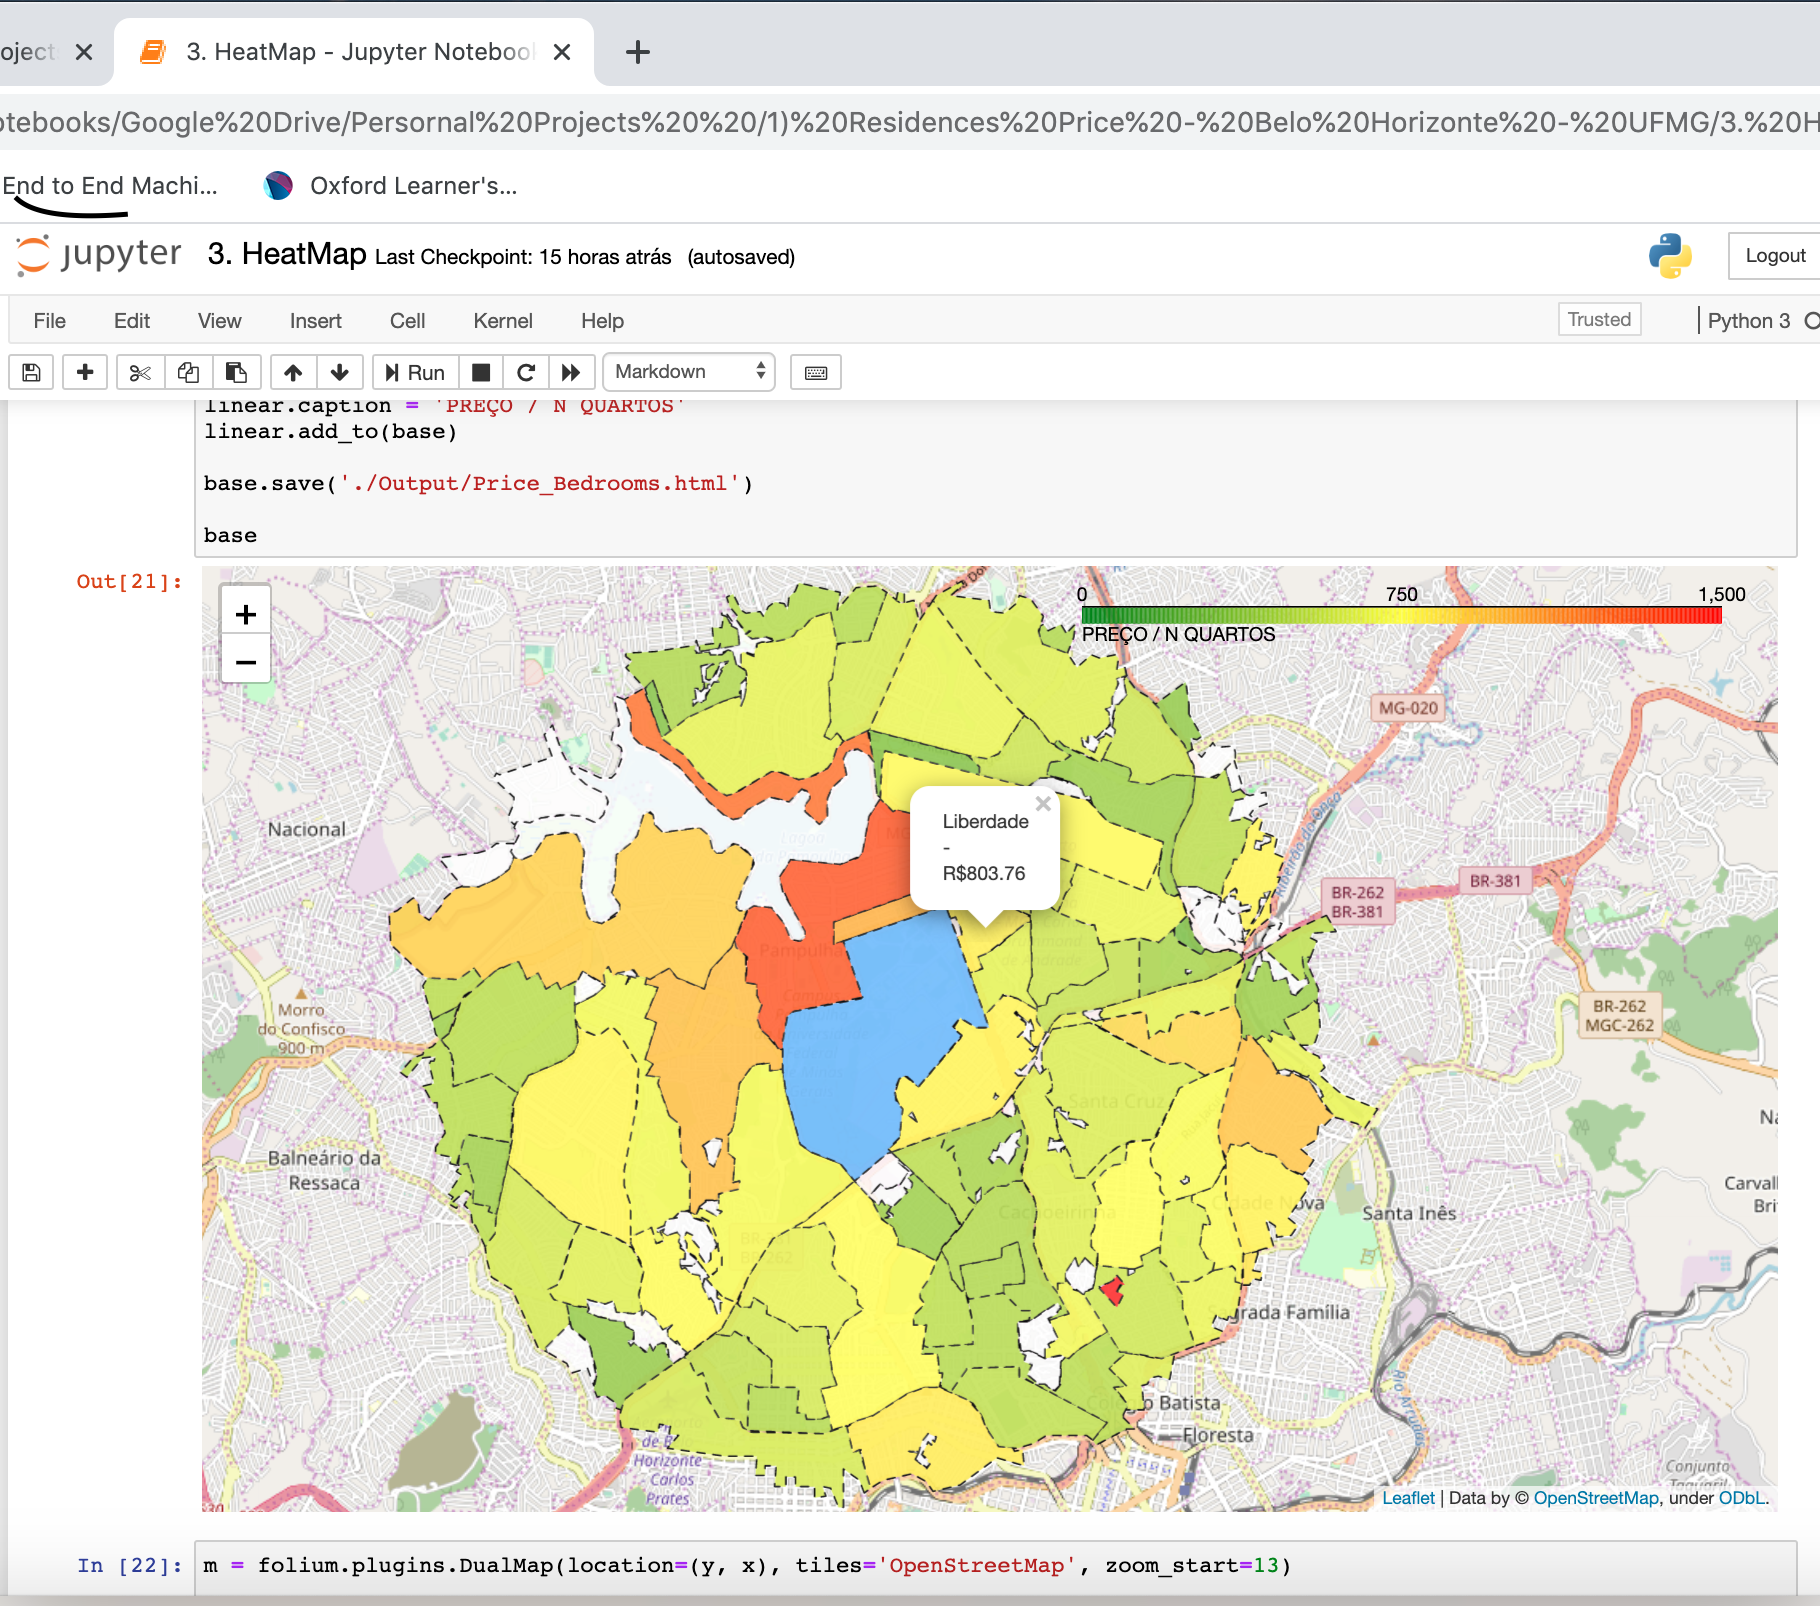 3. HeatMap - Jupyter Notebook
otebooks/Google%20Drive/Persornal%20Projects%20%20/1)%20Residences%20Price%20-%20Belo%20Horizonte%20-%20UFMG/3.%20H
End to End Machi...
Oxford Learner's...
jupyter 3. HeatMap Last Checkpoint: 15 horas atrás (autosaved)
Logout
File Edit View Insert Cell Kernel Help
Trusted
Python 3
Run
Markdown
linear.caption = 'PREÇO / N QUARTOS'
linear.add_to(base)
base.save('./Output/Price_Bedrooms.html')
base
Out[21]:
+
−
0 750 1,500
PREÇO / N QUARTOS
MG-020
Nacional
Liberdade
-
R$803.76
BR-381
BR-262
BR-381
Pampulha
Morro
do Confisco
900 m
BR-262
MGC-262
Santa Cruz
Balneário da
Ressaca
Cachoeirinha
Cidade Nova
Santa Inês
Sagrada Família
Batista
Floresta
Horizonte
Carlos
Prates
Conjunto
Leaflet | Data by © OpenStreetMap, under ODbL.
In [22]:
m = folium.plugins.DualMap(location=(y, x), tiles='OpenStreetMap', zoom_start=13)